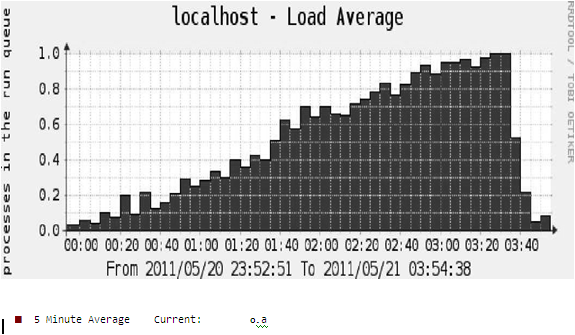 localhost - Load Average
RRDTOOL / TOBI OETIKER
processes in the run queue
1.0
0.8
0.6
0.4
0.2
0.0
00:00 00:20 00:40 01:00 01:20 01:40 02:00 02:20 02:40 03:00 03:20 03:40
From 2011/05/20 23:52:51 To 2011/05/21 03:54:38
5 Minute Average Current: o.a